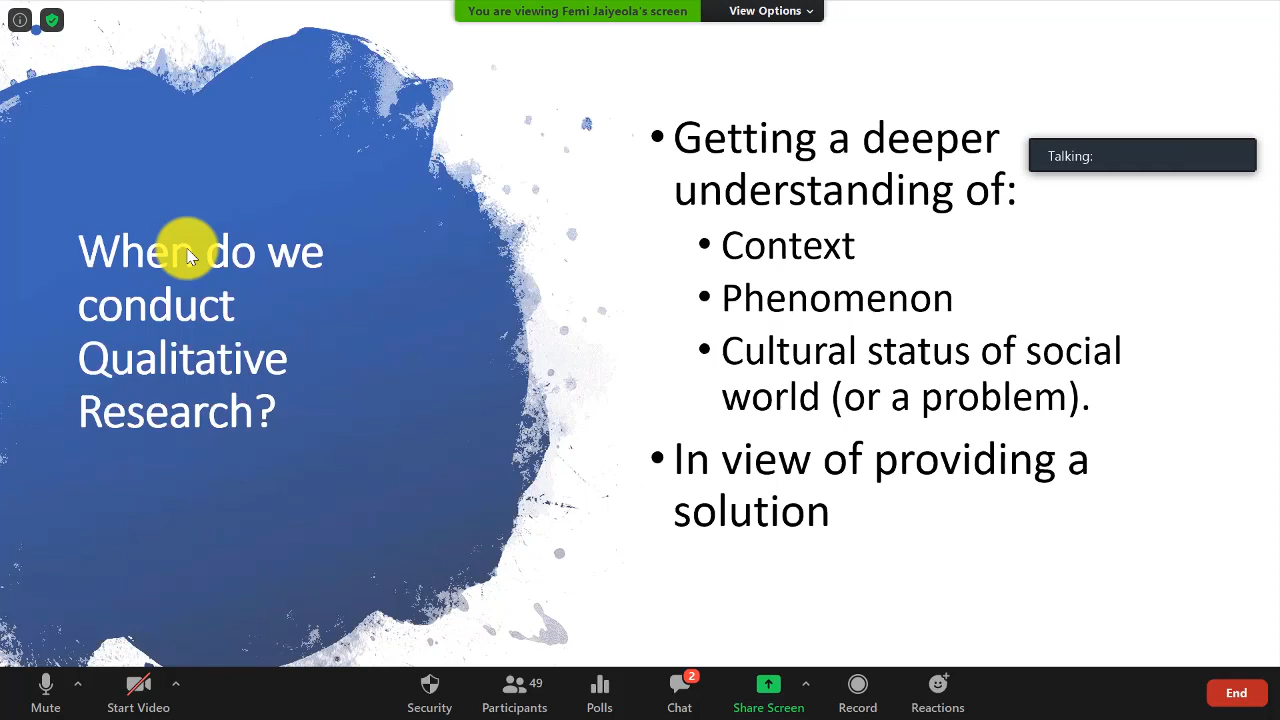 You are viewing Femi Jaiyeola's screen
View Options
When do we
conduct
Qualitative
Research?
• Getting a deeper
understanding of:
• Context
• Phenomenon
• Cultural status of social
world (or a problem).
• In view of providing a
solution
Talking:
Mute
Start Video
Security
49
Participants
Polls
2
Chat
Share Screen
Record
Reactions
End